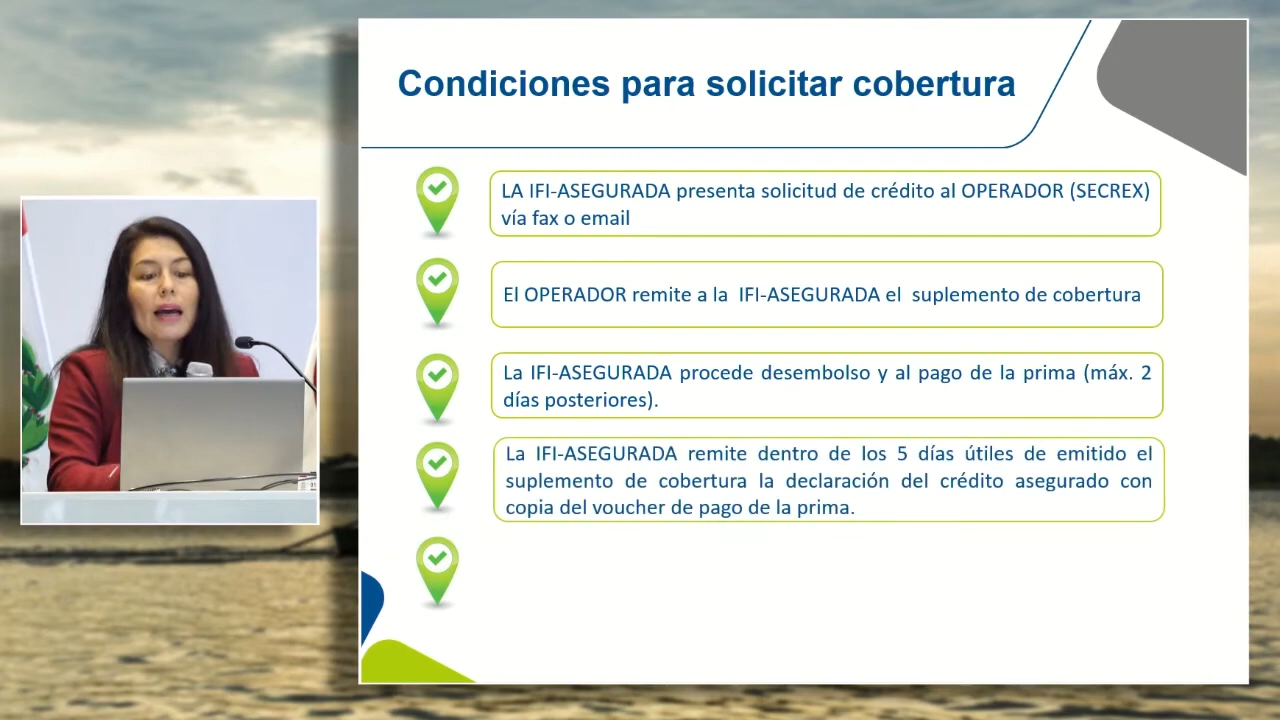 Condiciones para solicitar cobertura
LA IFI-ASEGURADA presenta solicitud de crédito al OPERADOR (SECREX)
vía fax o email
El OPERADOR remite a la IFI-ASEGURADA el suplemento de cobertura
La IFI-ASEGURADA procede desembolso y al pago de la prima (máx. 2
días posteriores).
La IFI-ASEGURADA remite dentro de los 5 días útiles de emitido el
suplemento de cobertura la declaración del crédito asegurado con
copia del voucher de pago de la prima.